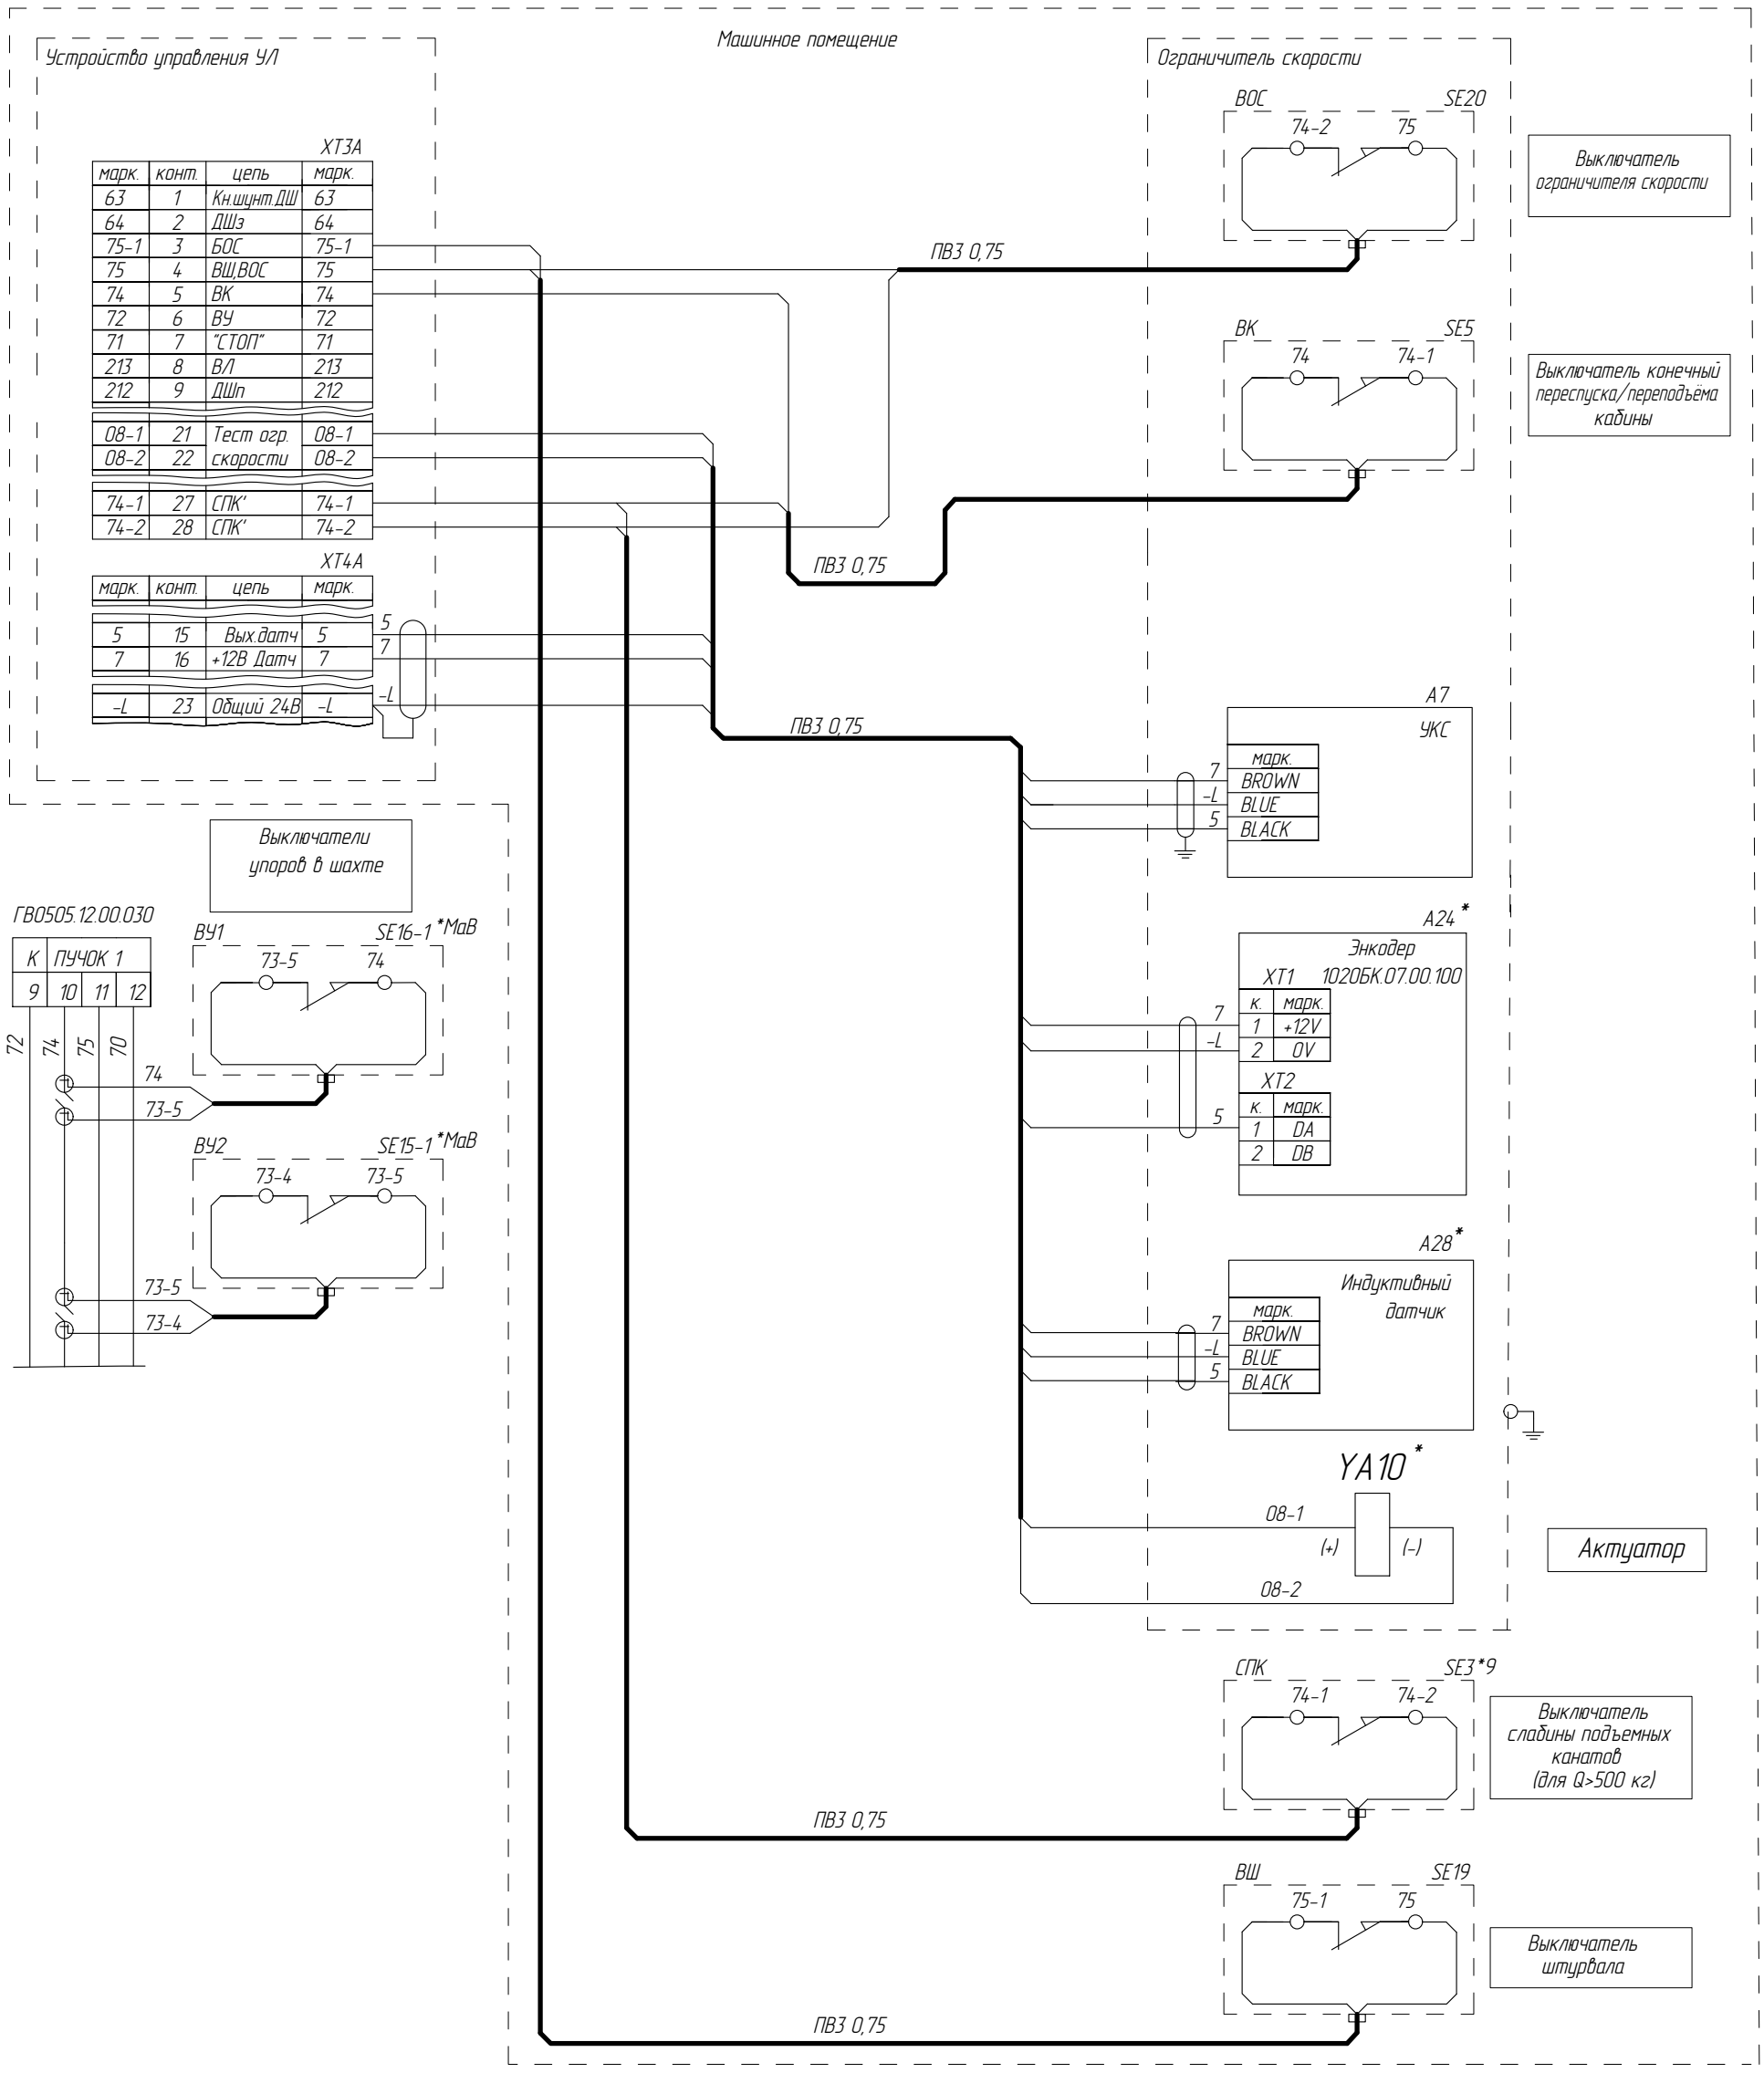 Машинное помещение
Устройство управления УЛ
ХТ3А
марк. конт. цепь марк.
63 1 Кн.шунт.ДШ 63
64 2 ДШз 64
75-1 3 БОС 75-1
75 4 ВШ,ВОС 75
74 5 ВК 74
72 6 ВУ 72
71 7 "СТОП" 71
213 8 ВЛ 213
212 9 ДШп 212
08-1 21 Тест огр. 08-1
08-2 22 скорости 08-2
74-1 27 СПК' 74-1
74-2 28 СПК' 74-2
ХТ4А
марк. конт. цепь марк.
5 15 Вых.датч 5
7 16 +12В Датч 7
-L 23 Общий 24В -L
5
7
-L
ПВ3 0,75
ПВ3 0,75
ПВ3 0,75
ПВ3 0,75
ПВ3 0,75
Ограничитель скорости
ВОС SE20
74-2 75
Выключатель
ограничителя скорости
ВК SE5
74 74-1
Выключатель конечный
переспуска/переподъёма
кабины
А7
УКС
марк.
7 BROWN
-L BLUE
5 BLACK
А24*
Энкодер
1020БК.07.00.100
ХТ1
к. марк.
7 1 +12V
-L 2 0V
ХТ2
к. марк.
5 1 DA
2 DB
А28*
Индуктивный
датчик
марк.
7 BROWN
-L BLUE
5 BLACK
YA10*
08-1
(+) (-)
08-2
Актуатор
СПК SE3*9
74-1 74-2
Выключатель
слабины подъемных
канатов
(для Q>500 кг)
ВШ SE19
75-1 75
Выключатель
штурвала
Выключатели
упоров в шахте
ГВ0505.12.00.030
К ПУЧОК 1
9 10 11 12
72 74 75 70
ВУ1 SE16-1*МаВ
73-5 74
74
73-5
ВУ2 SE15-1*МаВ
73-4 73-5
73-5
73-4